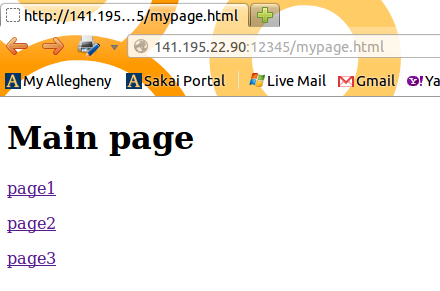 http://141.195...5/mypage.html
141.195.22.90:12345/mypage.html
My Allegheny Sakai Portal Live Mail Gmail Ya
Main page
page1
page2
page3